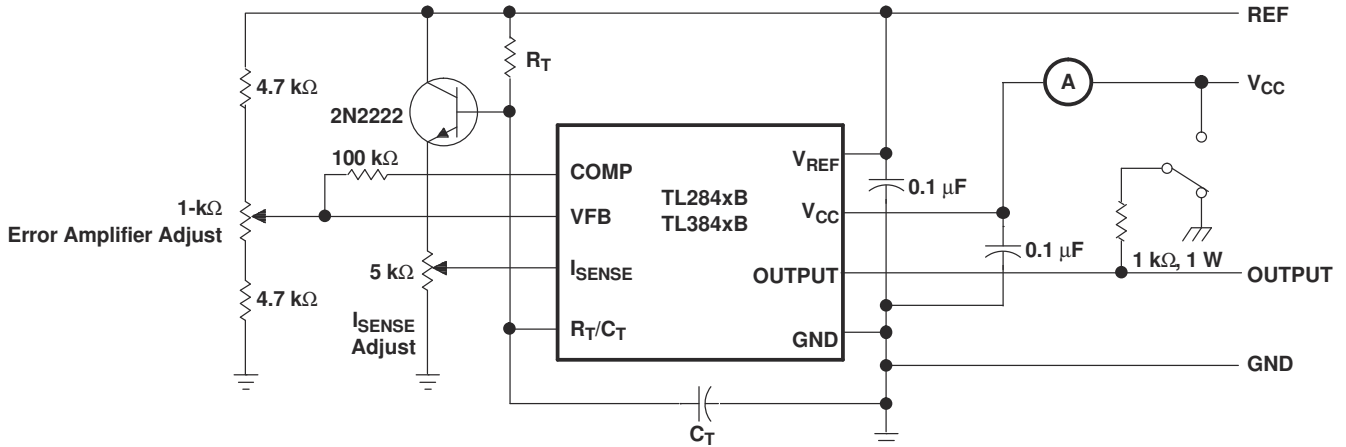 REF
R_T
A
V_CC
4.7 kΩ
2N2222
100 kΩ
COMP
V_REF
0.1 μF
TL284xB
TL384xB
1-kΩ
Error Amplifier Adjust
VFB
V_CC
5 kΩ
I_SENSE
OUTPUT
0.1 μF
1 kΩ, 1 W
OUTPUT
4.7 kΩ
I_SENSE
Adjust
R_T/C_T
GND
GND
C_T